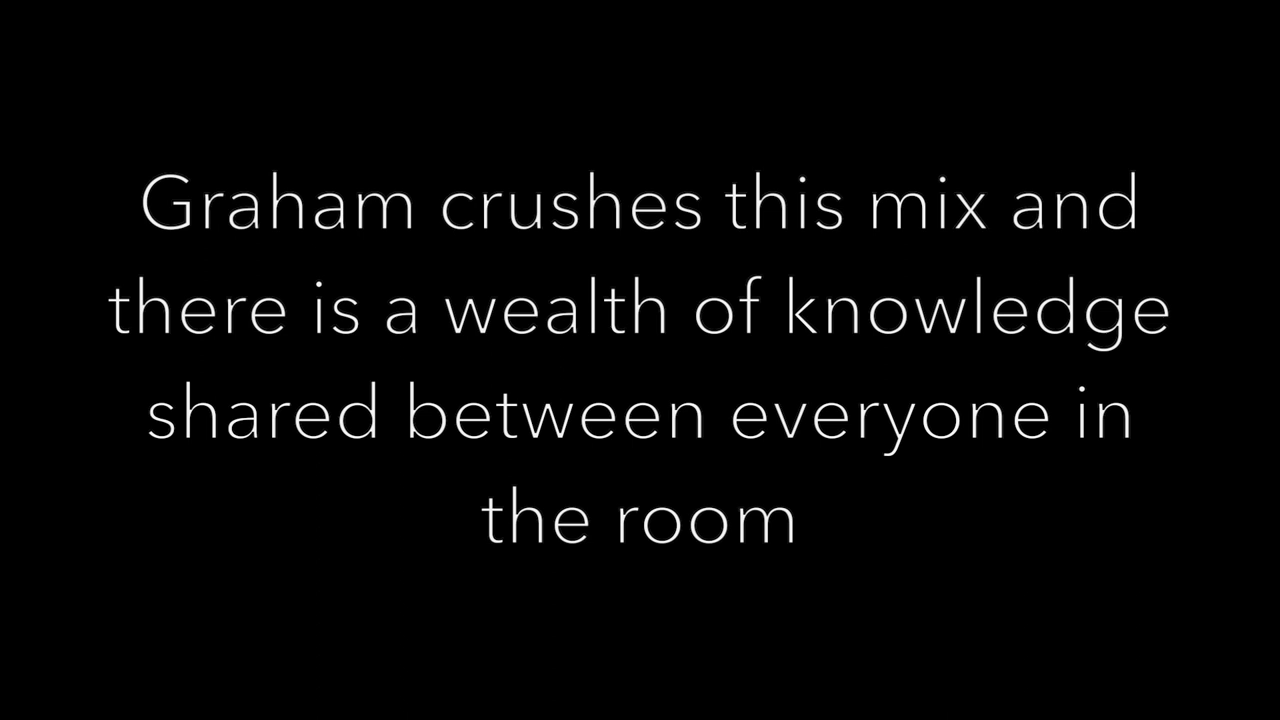 Graham crushes this mix and
there is a wealth of knowledge
shared between everyone in
the room